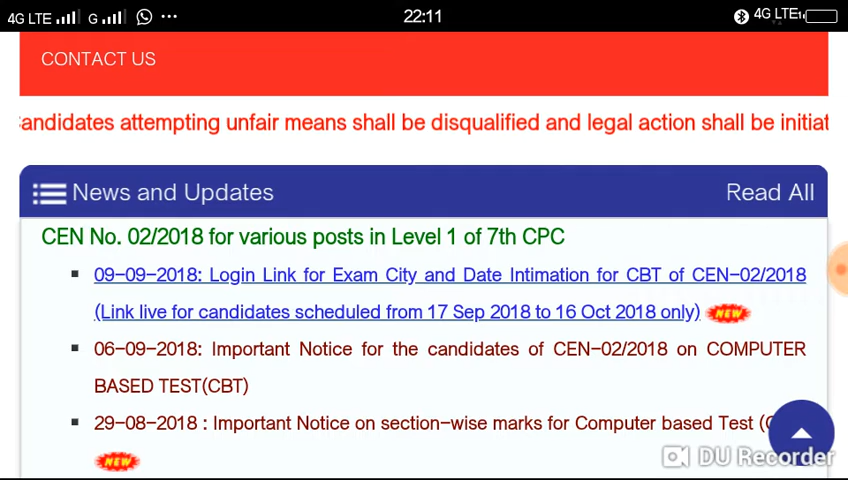 4G LTE G ... 22:11 4G LTE
CONTACT US
andidates attempting unfair means shall be disqualified and legal action shall be initiat
News and Updates Read All
CEN No. 02/2018 for various posts in Level 1 of 7th CPC
09-09-2018: Login Link for Exam City and Date Intimation for CBT of CEN-02/2018
(Link live for candidates scheduled from 17 Sep 2018 to 16 Oct 2018 only) NEW
06-09-2018: Important Notice for the candidates of CEN-02/2018 on COMPUTER
BASED TEST(CBT)
29-08-2018 : Important Notice on section-wise marks for Computer based Test (
NEW
DU Recorder